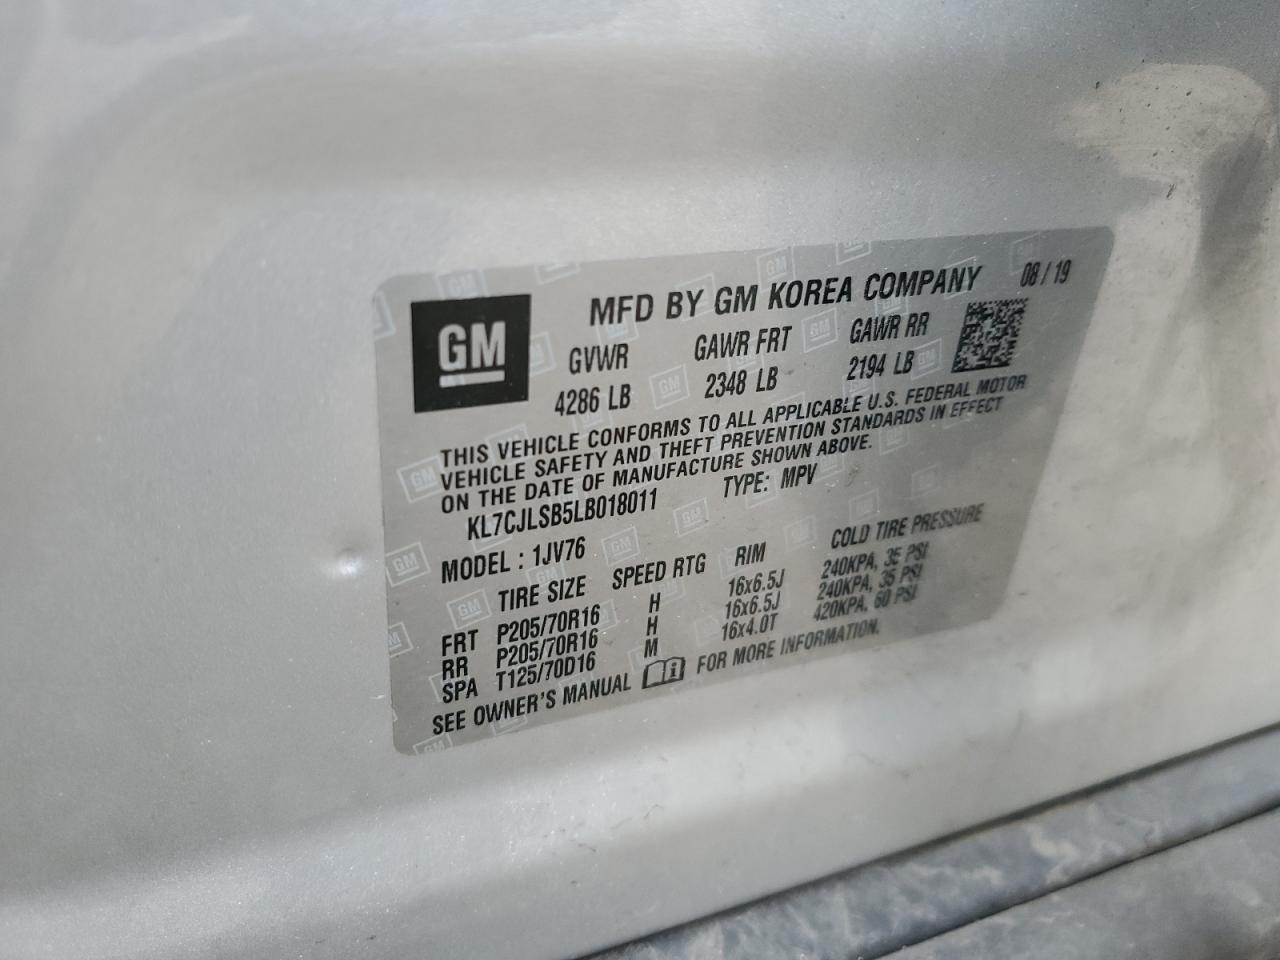 GM
MFD BY GM KOREA COMPANY 08 / 19
GVWR GAWR FRT GAWR RR
4286 LB 2348 LB 2194 LB
THIS VEHICLE CONFORMS TO ALL APPLICABLE U.S. FEDERAL MOTOR
VEHICLE SAFETY AND THEFT PREVENTION STANDARDS IN EFFECT
ON THE DATE OF MANUFACTURE SHOWN ABOVE.
KL7CJLSB5LB018011 TYPE: MPV
MODEL : 1JV76
TIRE SIZE SPEED RTG RIM COLD TIRE PRESSURE
FRT P205/70R16 H 16x6.5J 240KPA, 35 PSI
RR P205/70R16 H 16x6.5J 240KPA, 35 PSI
SPA T125/70D16 M 16x4.0T 420KPA, 60 PSI
SEE OWNER'S MANUAL FOR MORE INFORMATION.